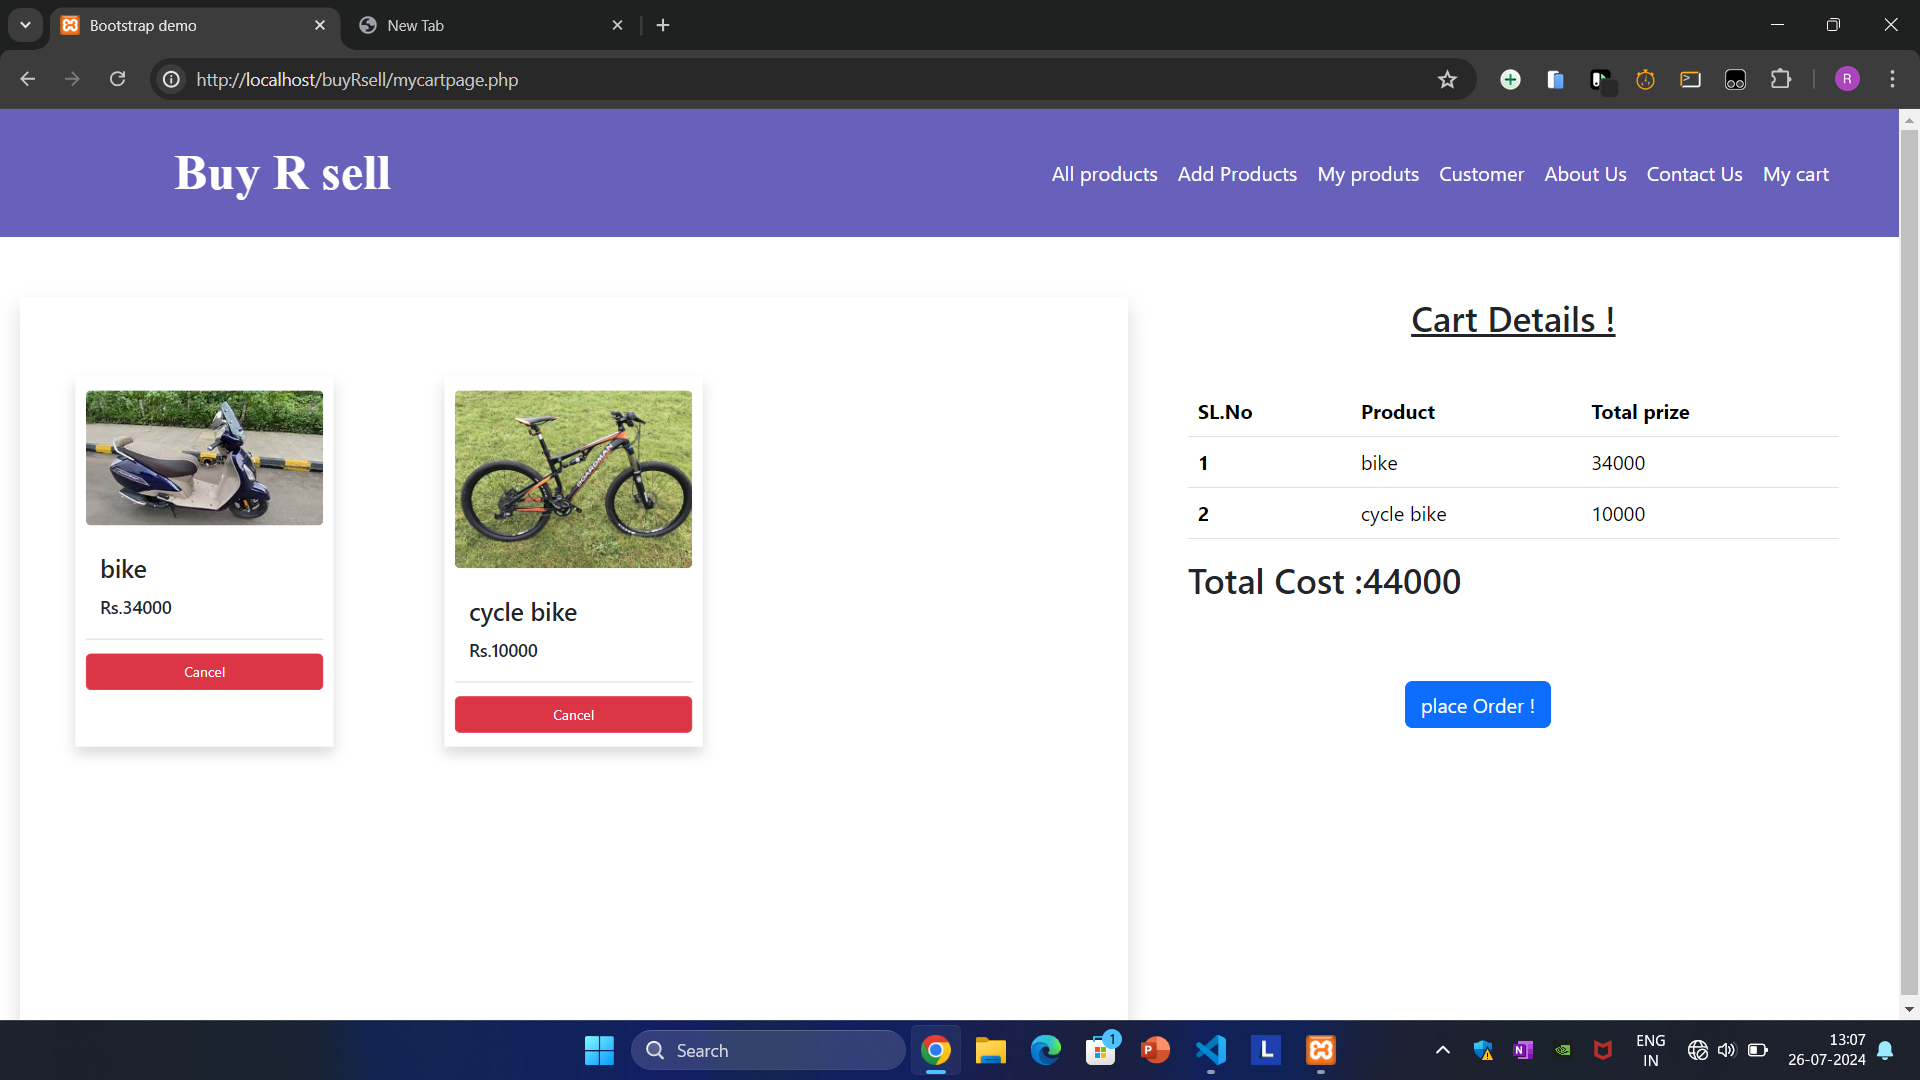 Bootstrap demo
New Tab
http://localhost/buyRsell/mycartpage.php
R
Buy R sell
All products
Add Products
My produts
Customer
About Us
Contact Us
My cart
Cart Details !
SL.No Product Total prize
1 bike 34000
2 cycle bike 10000
Total Cost :44000
place Order !
bike
Rs.34000
Cancel
BOARDMAN
cycle bike
Rs.10000
Cancel
Search
1
P
L
N
ENG
IN
13:07
26-07-2024